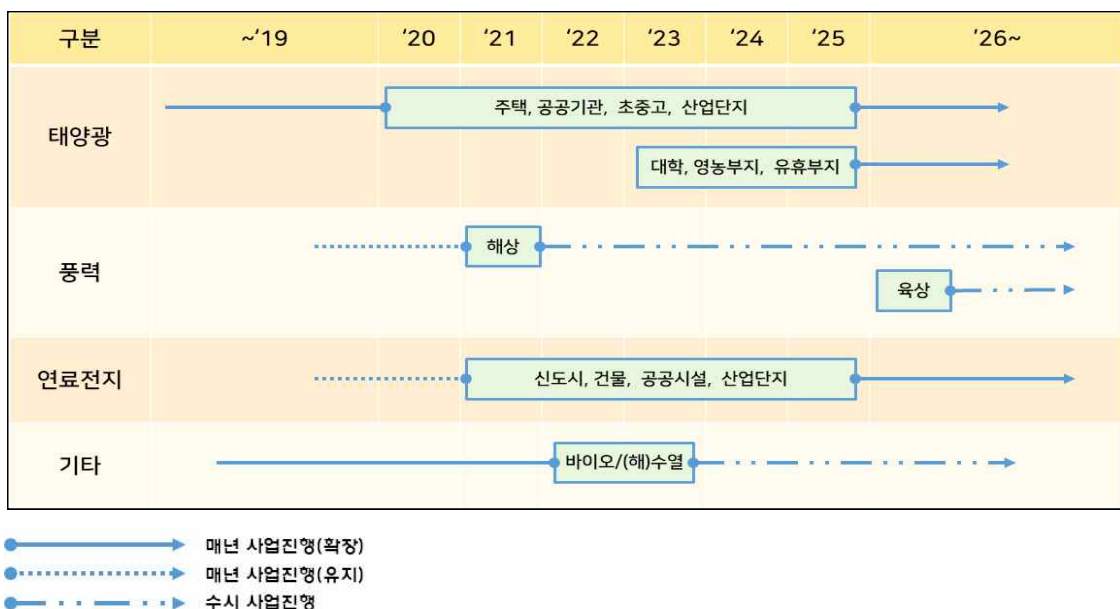 구분 ~‘19 ‘20 ‘21 ‘22 ‘23 ‘24 ‘25 ’26~
태양광
주택, 공공기관, 초중고, 산업단지
대학, 영농부지, 유휴부지
풍력
해상
육상
연료전지
신도시, 건물, 공공시설, 산업단지
기타
바이오/(해)수열
매년 사업진행(확장)
매년 사업진행(유지)
수시 사업진행